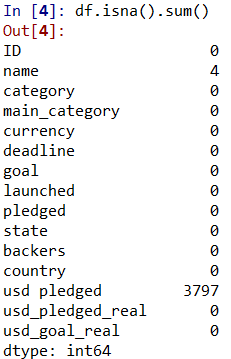 In [4]: df.isna().sum()
Out[4]:
ID 0
name 4
category 0
main_category 0
currency 0
deadline 0
goal 0
launched 0
pledged 0
state 0
backers 0
country 0
usd pledged 3797
usd_pledged_real 0
usd_goal_real 0
dtype: int64